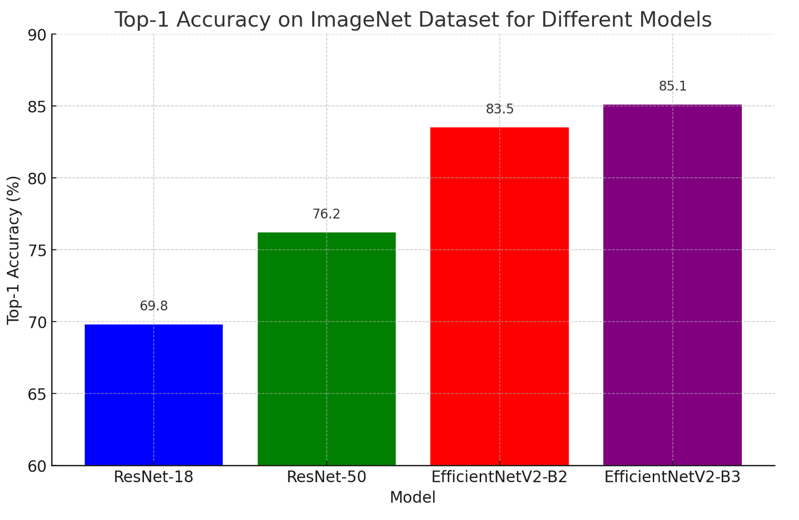 Top-1 Accuracy on ImageNet Dataset for Different Models
Top-1 Accuracy (%)
90
85
80
75
70
65
60
69.8
76.2
83.5
85.1
ResNet-18
ResNet-50
EfficientNetV2-B2
EfficientNetV2-B3
Model